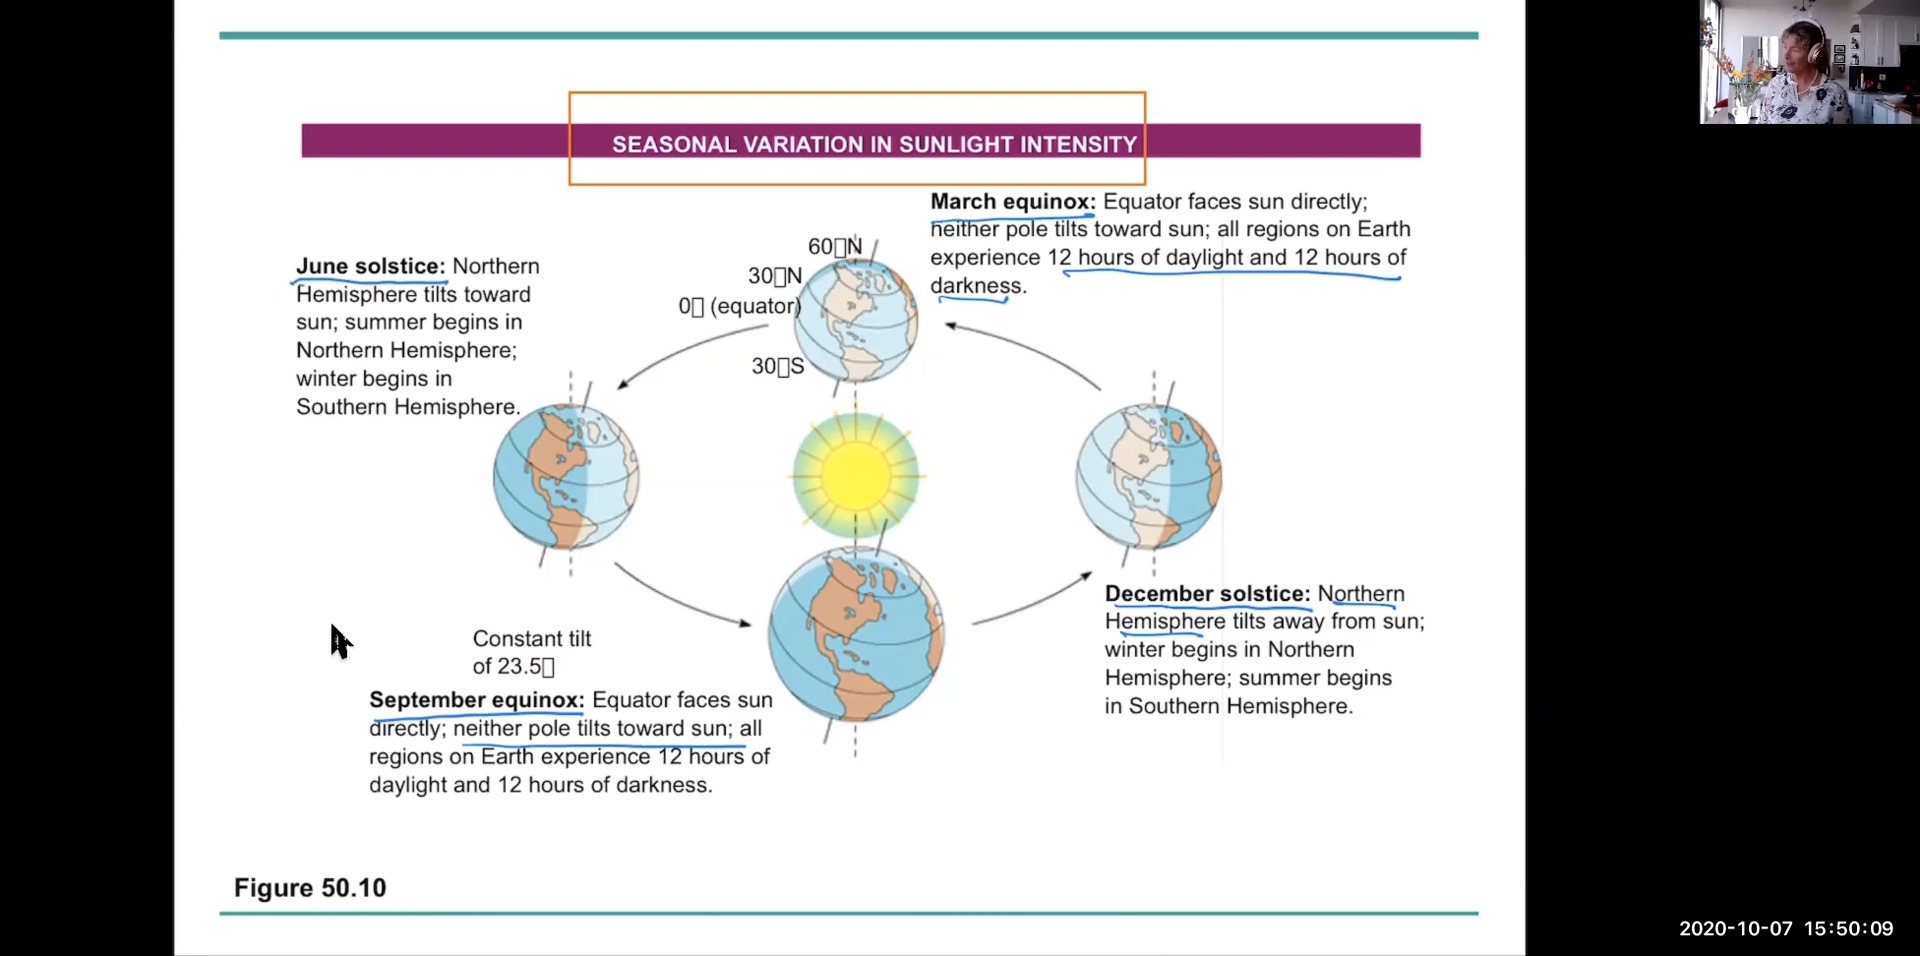 SEASONAL VARIATION IN SUNLIGHT INTENSITY
March equinox: Equator faces sun directly;
neither pole tilts toward sun; all regions on Earth
experience 12 hours of daylight and 12 hours of
darkness.
60▯N
30▯N
0▯ (equator)
30▯S
June solstice: Northern
Hemisphere tilts toward
sun; summer begins in
Northern Hemisphere;
winter begins in
Southern Hemisphere.
December solstice: Northern
Hemisphere tilts away from sun;
winter begins in Northern
Hemisphere; summer begins
in Southern Hemisphere.
Constant tilt
of 23.5▯
September equinox: Equator faces sun
directly; neither pole tilts toward sun; all
regions on Earth experience 12 hours of
daylight and 12 hours of darkness.
Figure 50.10
2020-10-07 15:50:09